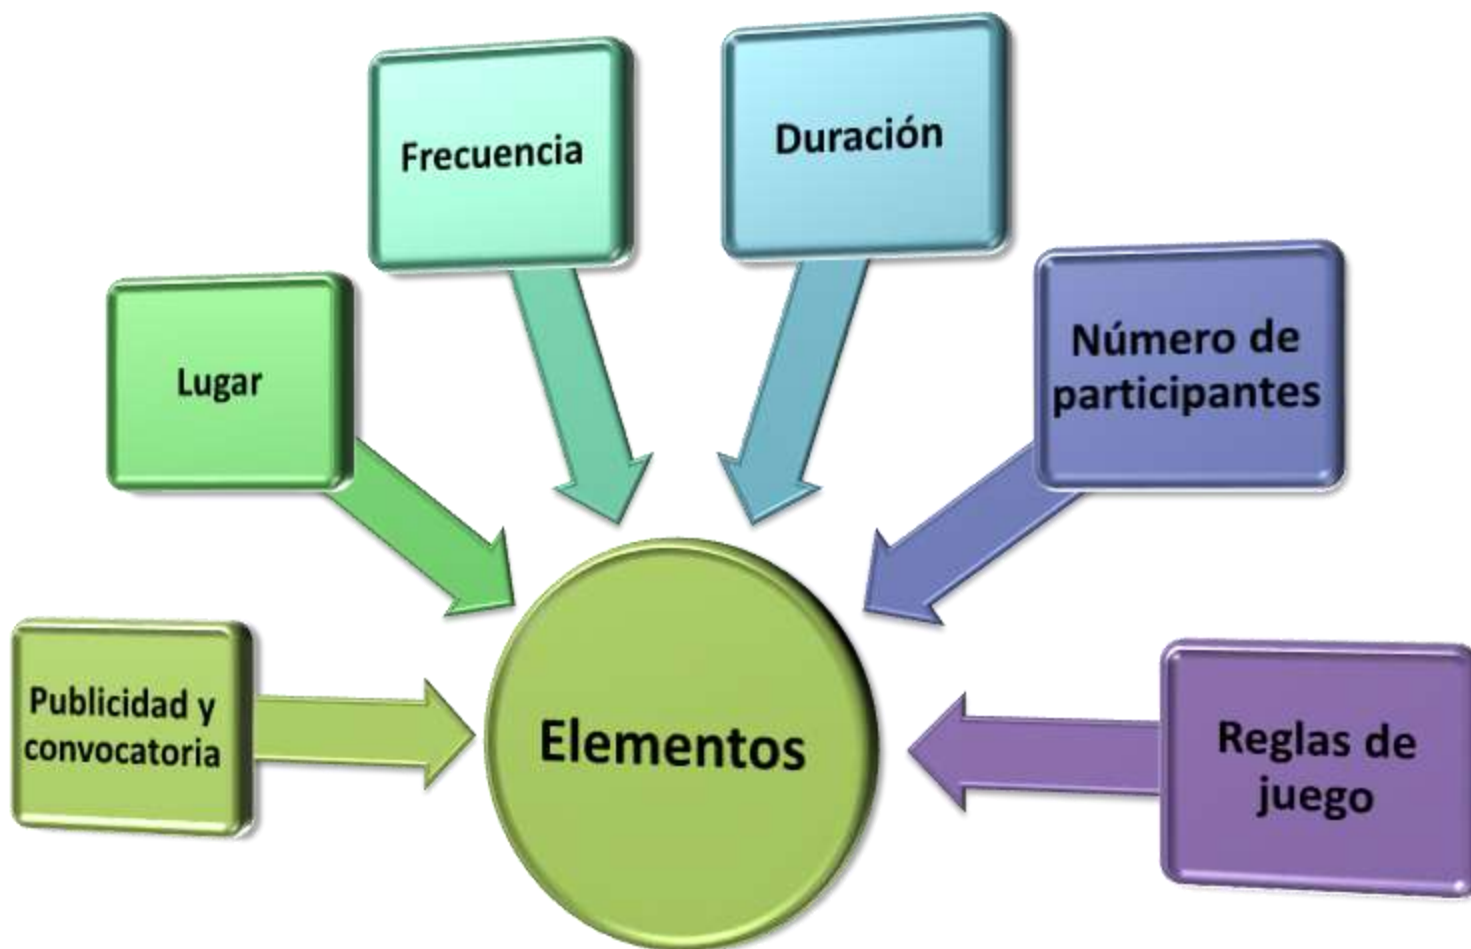 Frecuencia
Duración
Lugar
Número de
participantes
Publicidad y
convocatoria
Elementos
Reglas de
juego